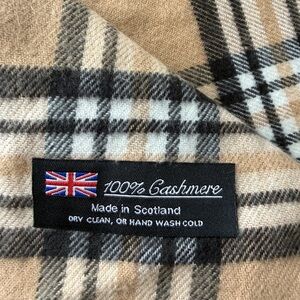 100% Cashmere
Made in Scotland
DRY CLEAN, OR HAND WASH COLD